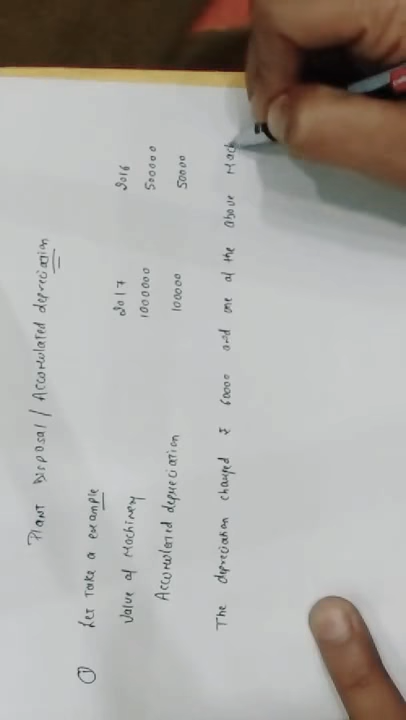 PLANT DISPOSAL / ACCUMULATED depreciation
① LET TAKE a example
2017 2016
Value of Machinery 1000000 500000
Accumulated depreciation 100000 50000
The depreciation charged ₹ 60000 and one of the above Mach